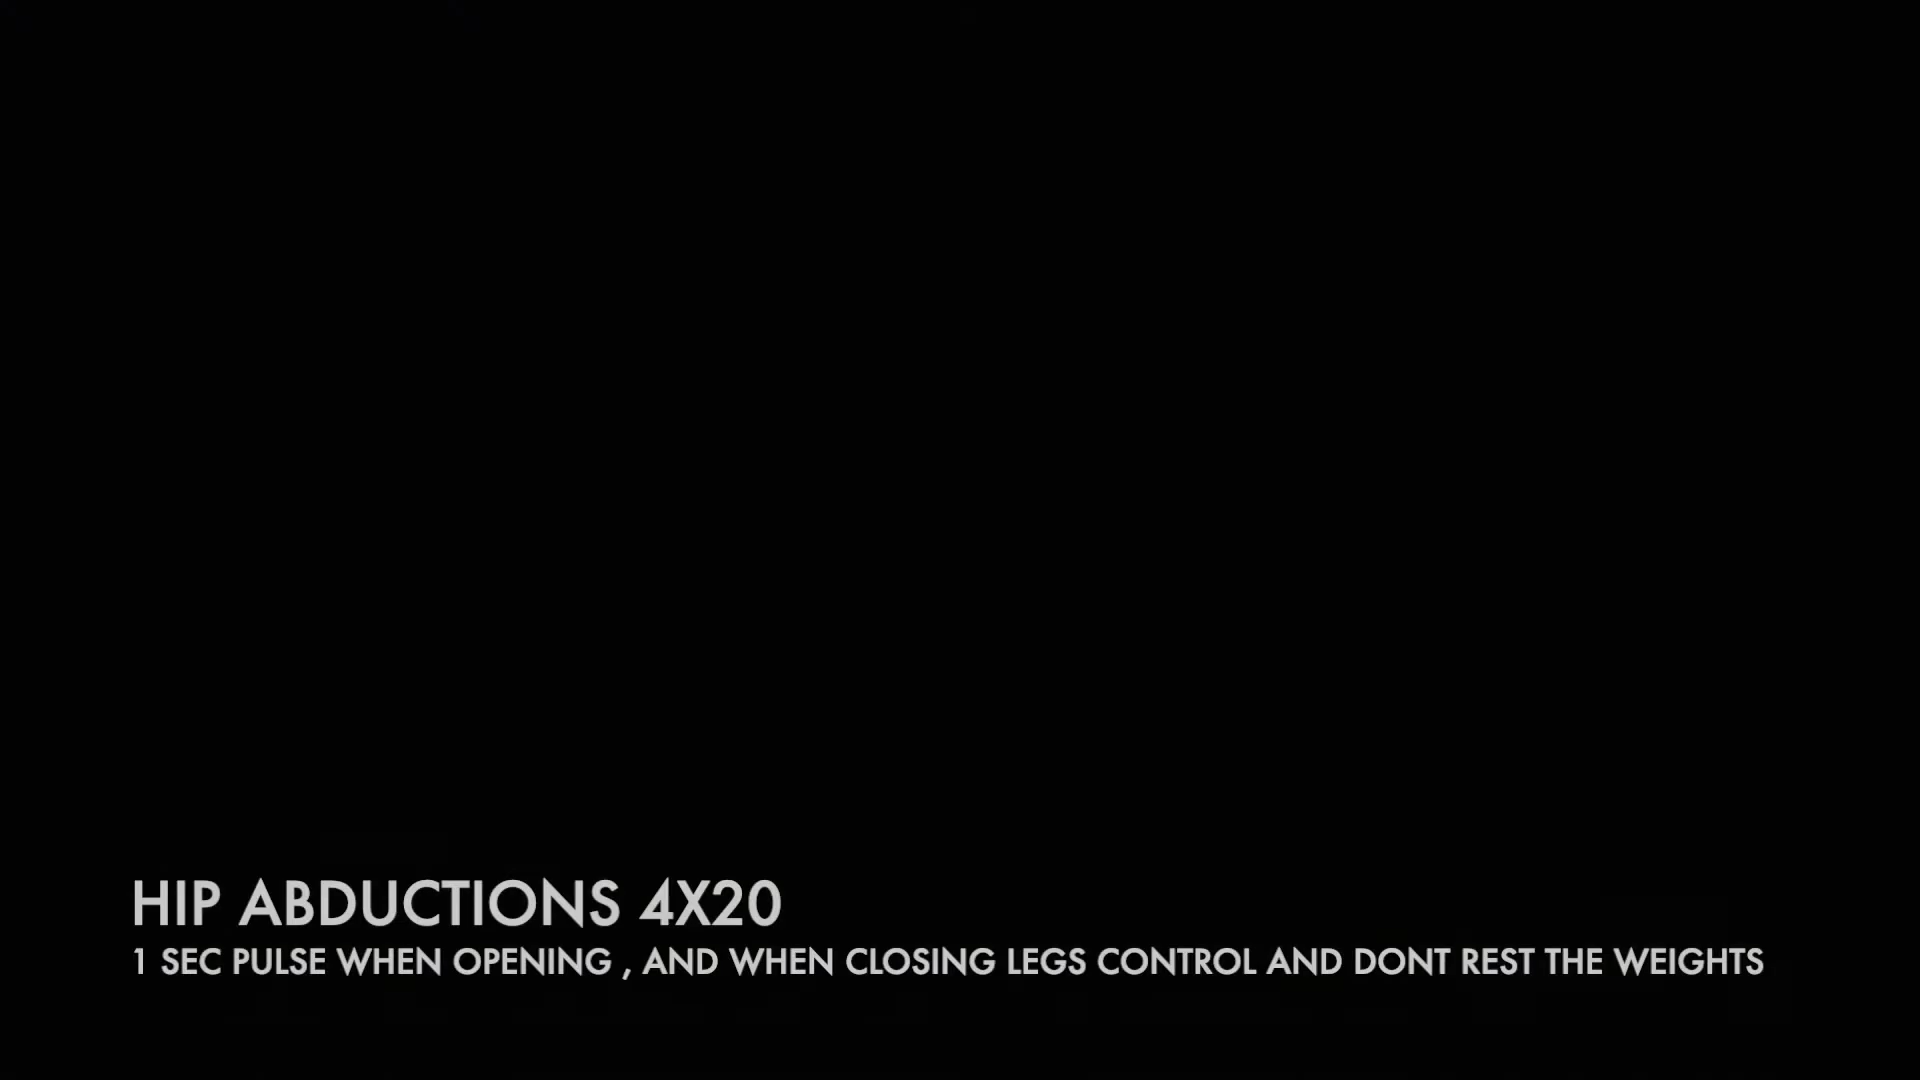 HIP ABDUCTIONS 4X20
1 SEC PULSE WHEN OPENING , AND WHEN CLOSING LEGS CONTROL AND DONT REST THE WEIGHTS